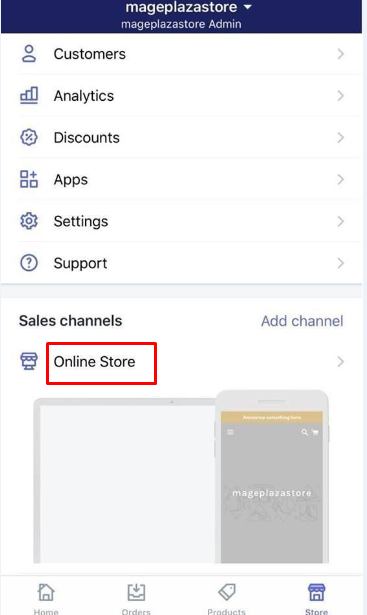 mageplazastore
mageplazastore Admin
Customers
Analytics
Discounts
Apps
Settings
Support
Sales channels
Add channel
Online Store
Awesome something here
mageplazastore
Home
Orders
Products
Store